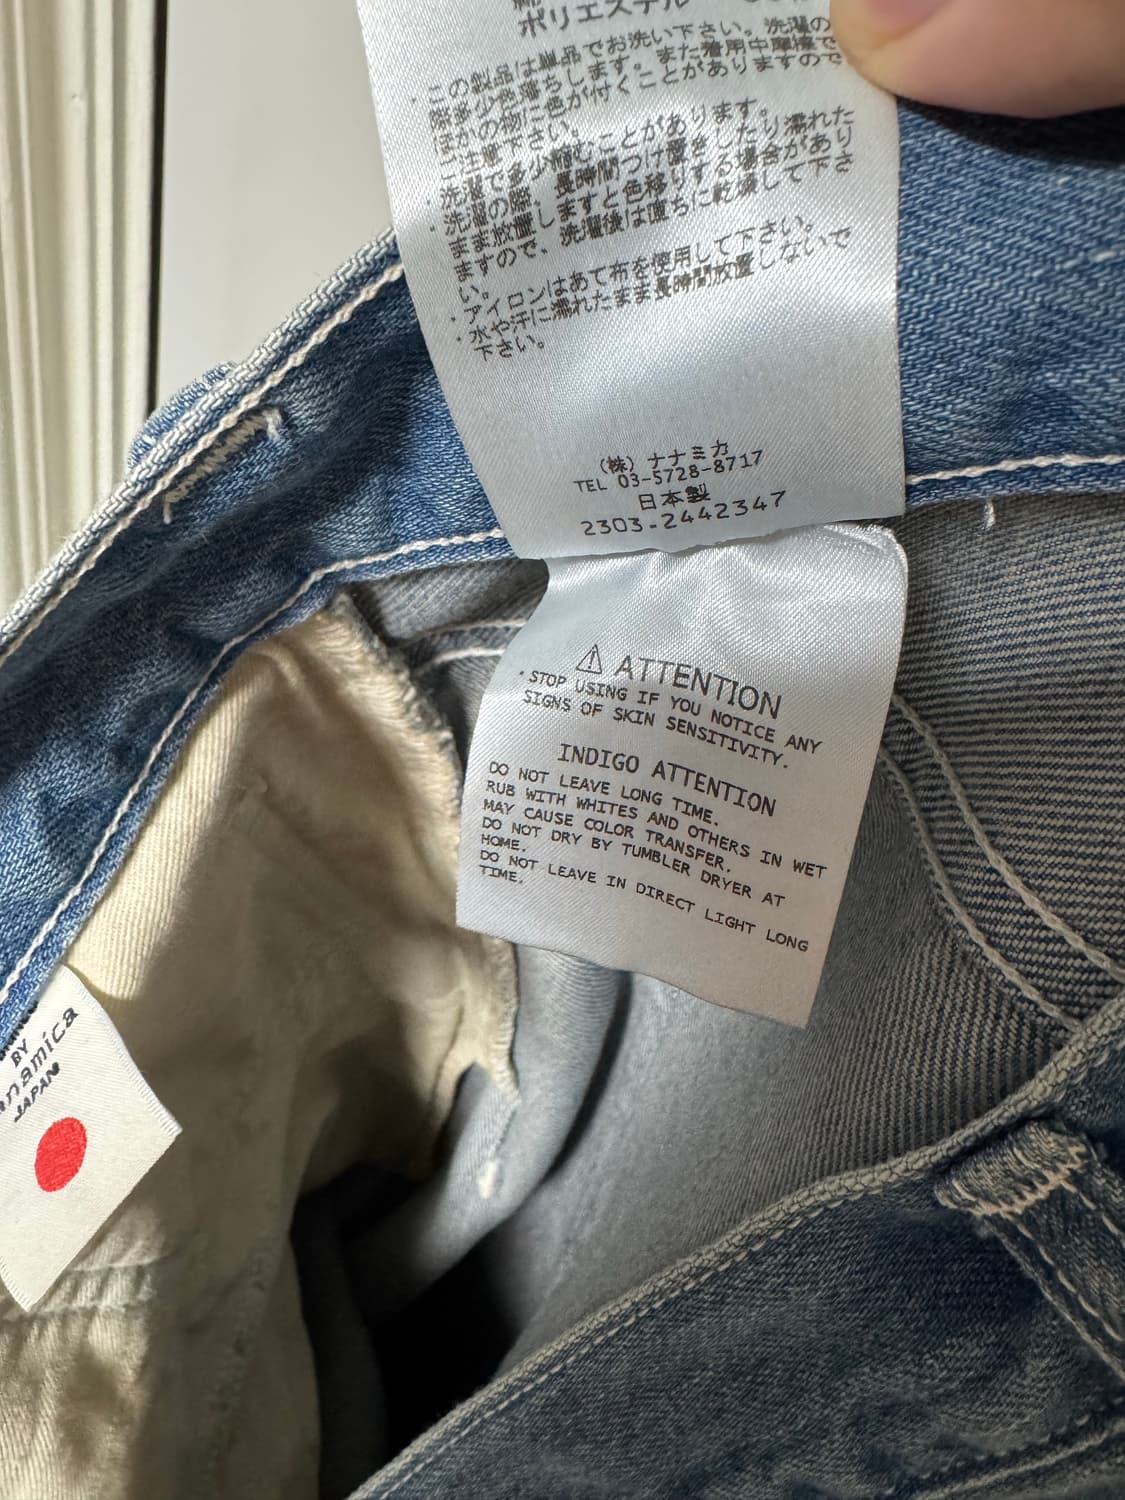 綿
ポリエステル
・この製品は単品でお洗い下さい。洗濯の
際多少色落ちします。また着用中摩擦で
ほかの物に色が付くことがありますので
ご注意下さい。
・洗濯で多少縮むことがあります。
・洗濯の際、長時間つけ置きしたり濡れた
まま放置しますと色移りする場合があり
ますので、洗濯後は直ちに乾燥して下さ
い。
・アイロンはあて布を使用して下さい。
・水や汗に濡れたまま長時間放置しないで
下さい。
(株) ナナミカ
TEL 03-5728-8717
日本製
2303-2442347
⚠ ATTENTION
・STOP USING IF YOU NOTICE ANY
SIGNS OF SKIN SENSITIVITY.
INDIGO ATTENTION
DO NOT LEAVE LONG TIME.
RUB WITH WHITES AND OTHERS IN WET
MAY CAUSE COLOR TRANSFER.
DO NOT DRY BY TUMBLER DRYER AT
HOME.
DO NOT LEAVE IN DIRECT LIGHT LONG
TIME.
BY
anamica
JAPAN